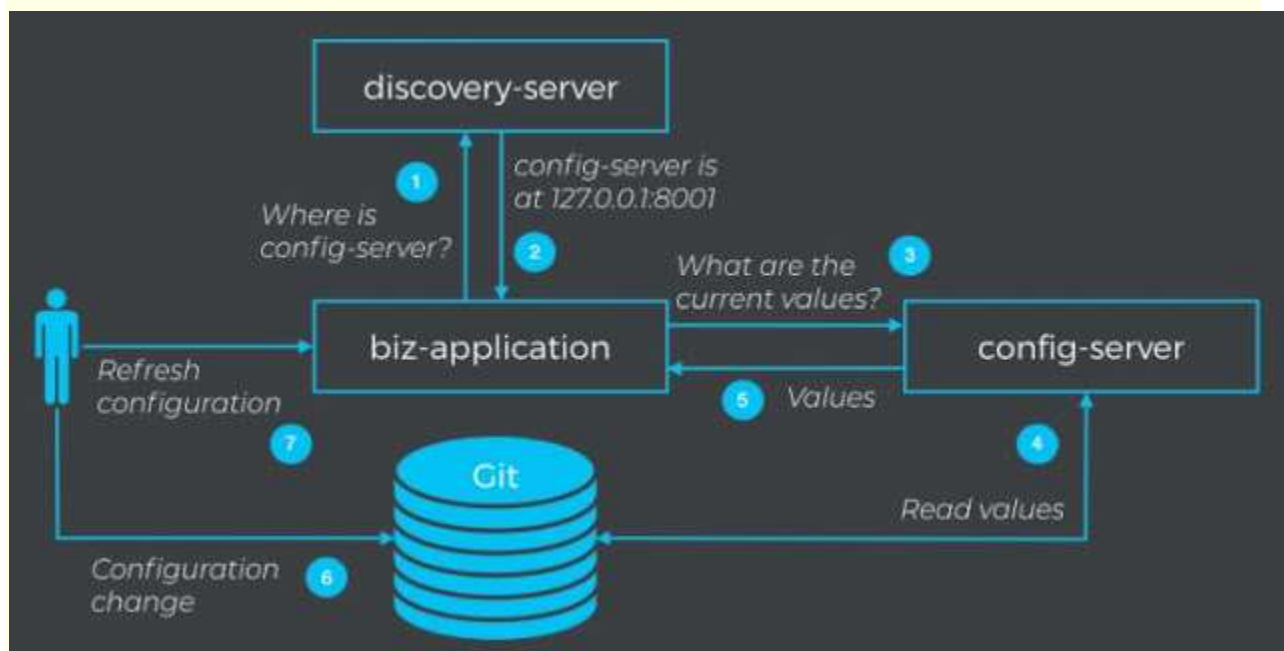 discovery-server
1
config-server is
at 127.0.0.1:8001
Where is
config-server?
2
What are the
current values?
3
biz-application
config-server
Refresh
configuration
5
Values
7
4
Git
Read values
Configuration
change
6